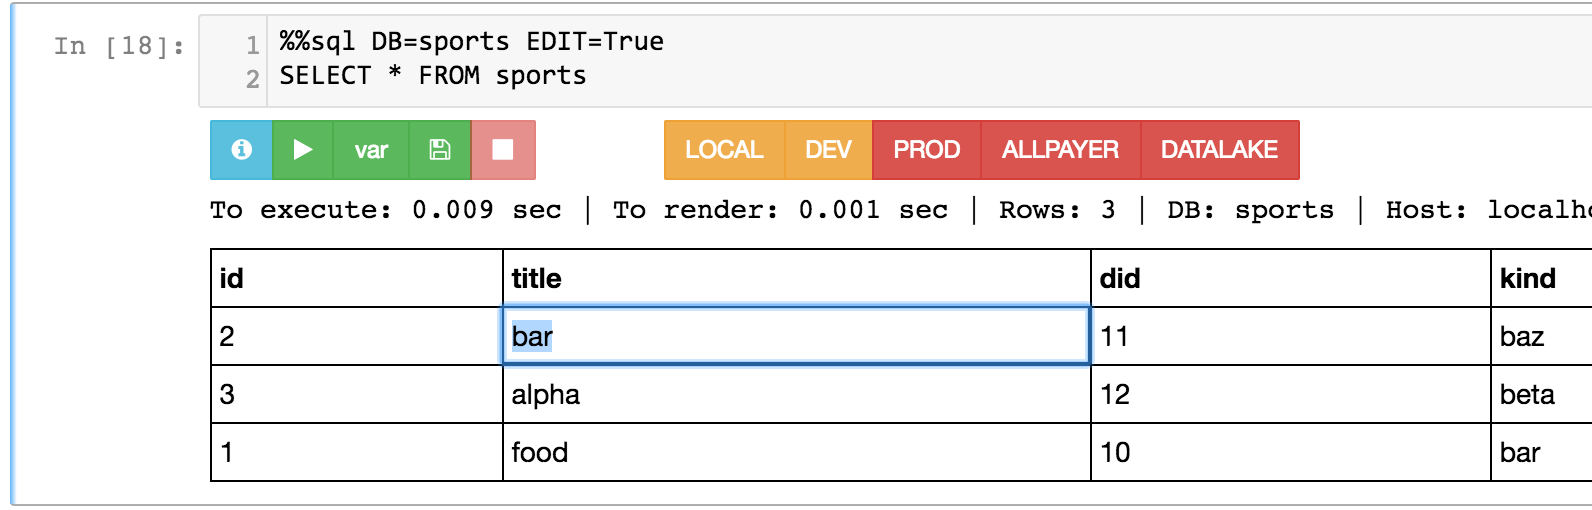 In [18]:
1 %%sql DB=sports EDIT=True
2 SELECT * FROM sports
var LOCAL DEV PROD ALLPAYER DATALAKE
To execute: 0.009 sec | To render: 0.001 sec | Rows: 3 | DB: sports | Host:
id title did kind
2 bar 11 baz
3 alpha 12 beta
1 food 10 bar